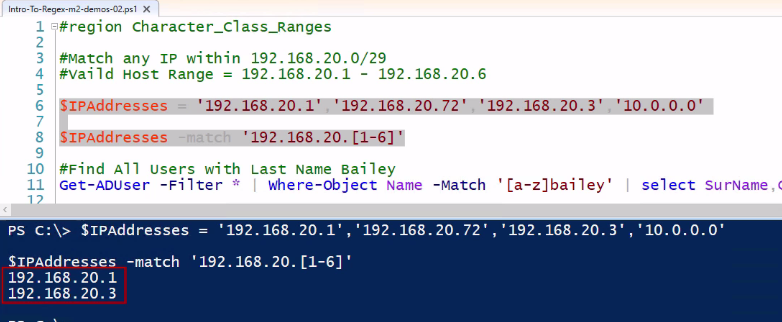 Intro-To-Regex-m2-demos-02.ps1 X
1 #region Character_Class_Ranges
2
3 #Match any IP within 192.168.20.0/29
4 #Vaild Host Range = 192.168.20.1 - 192.168.20.6
5
6 $IPAddresses = '192.168.20.1','192.168.20.72','192.168.20.3','10.0.0.0'
7
8 $IPAddresses -match '192.168.20.[1-6]'
9
10 #Find All Users with Last Name Bailey
11 Get-ADUser -Filter * | Where-Object Name -Match '[a-z]bailey' | select SurName,
12
PS C:\> $IPAddresses = '192.168.20.1','192.168.20.72','192.168.20.3','10.0.0.0'
$IPAddresses -match '192.168.20.[1-6]'
192.168.20.1
192.168.20.3